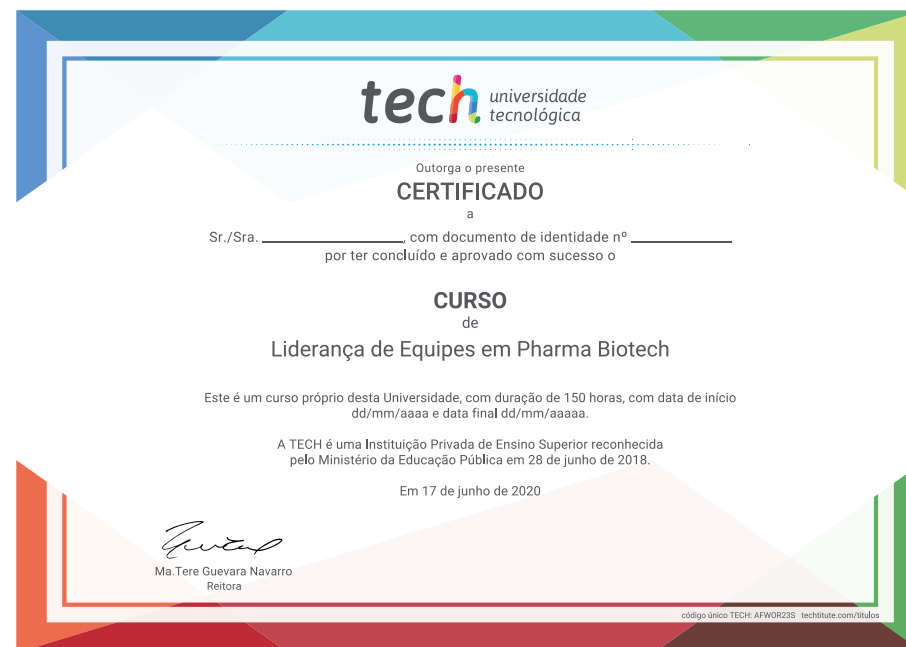 tech universidade
tecnológica
Outorga o presente
CERTIFICADO
a
Sr./Sra. ____________, com documento de identidade nº ____________
por ter concluído e aprovado com sucesso o
CURSO
de
Liderança de Equipes em Pharma Biotech
Este é um curso próprio desta Universidade, com duração de 150 horas, com data de início
dd/mm/aaaa e data final dd/mm/aaaaa.
A TECH é uma Instituição Privada de Ensino Superior reconhecida
pelo Ministério da Educação Pública em 28 de junho de 2018.
Em 17 de junho de 2020
Ma.Tere Guevara Navarro
Reitora
código único TECH: AFWOR23S techtitute.com/títulos